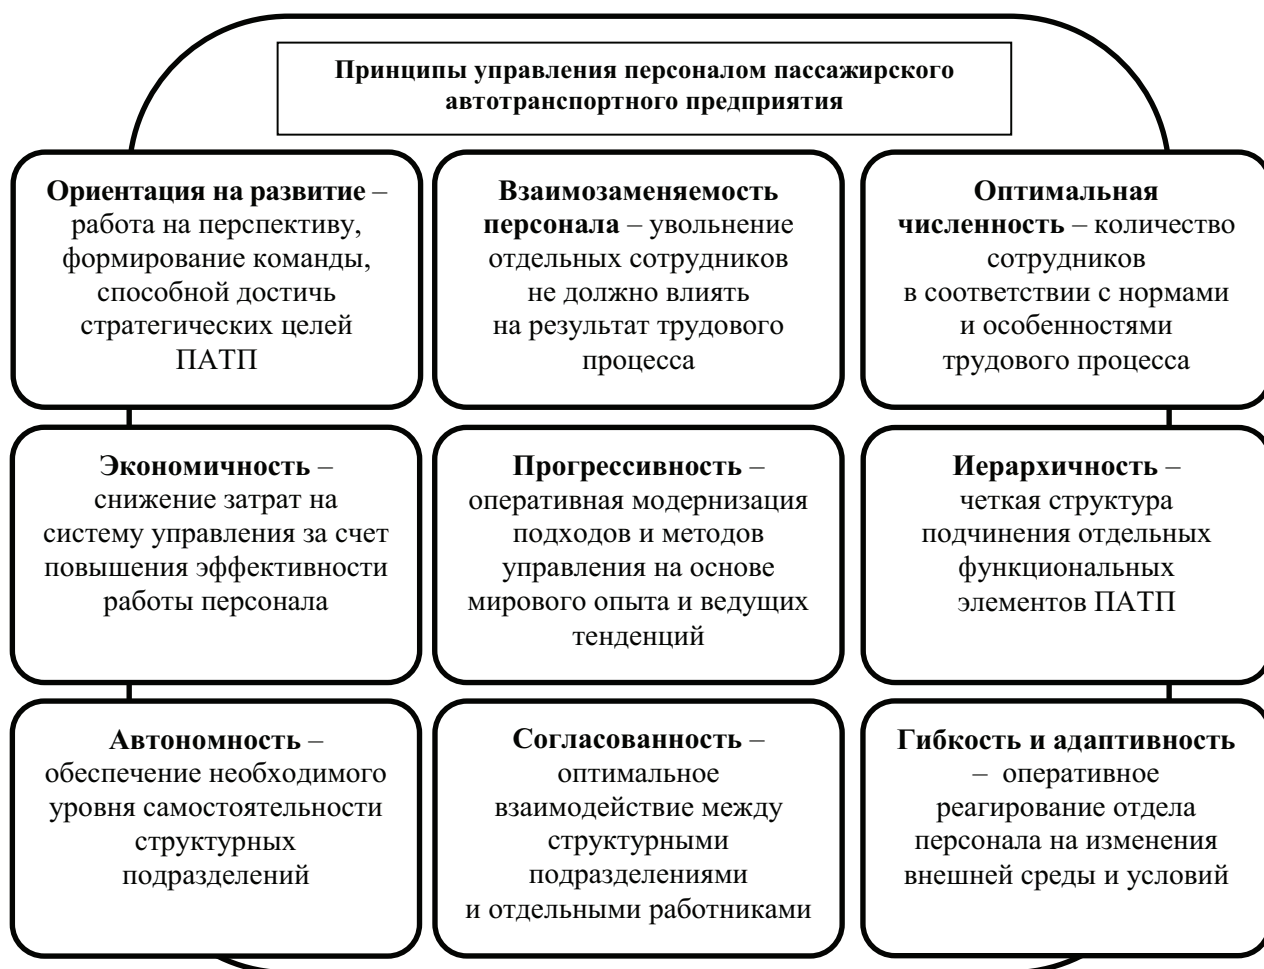 Принципы управления персоналом пассажирского
автотранспортного предприятия
Ориентация на развитие –
работа на перспективу,
формирование команды,
способной достичь
стратегических целей
ПАТП
Взаимозаменяемость
персонала – увольнение
отдельных сотрудников
не должно влиять
на результат трудового
процесса
Оптимальная
численность – количество
сотрудников
в соответствии с нормами
и особенностями
трудового процесса
Экономичность –
снижение затрат на
систему управления за счет
повышения эффективности
работы персонала
Прогрессивность –
оперативная модернизация
подходов и методов
управления на основе
мирового опыта и ведущих
тенденций
Иерархичность –
четкая структура
подчинения отдельных
функциональных
элементов ПАТП
Автономность –
обеспечение необходимого
уровня самостоятельности
структурных
подразделений
Согласованность –
оптимальное
взаимодействие между
структурными
подразделениями
и отдельными работниками
Гибкость и адаптивность
– оперативное
реагирование отдела
персонала на изменения
внешней среды и условий